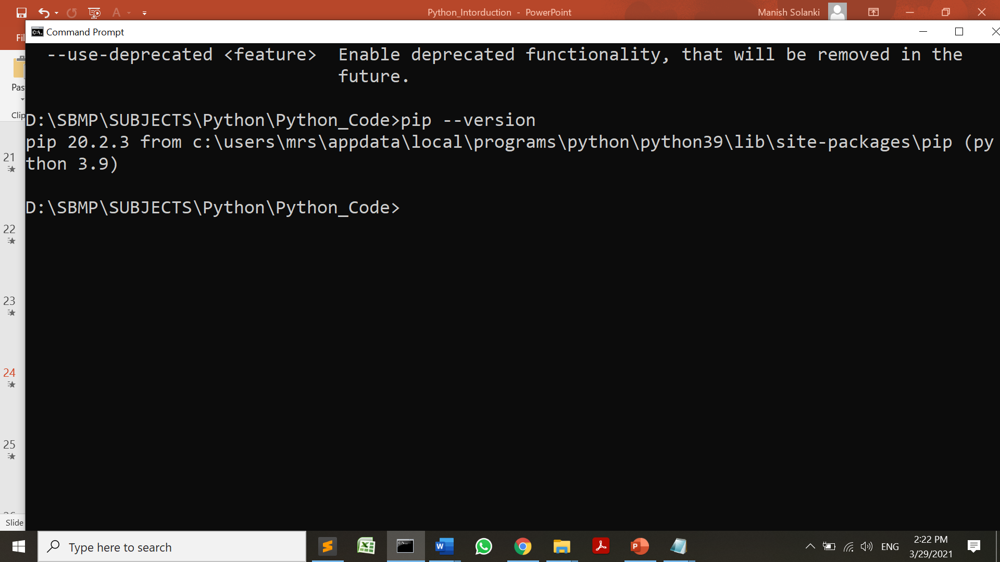 Python_Intorduction - PowerPoint
Manish Solanki
Fil
Command Prompt
Pas
Clip
21
22
23
24
25
Slide
--use-deprecated <feature>  Enable deprecated functionality, that will be removed in the
future.
D:\SBMP\SUBJECTS\Python\Python_Code>pip --version
pip 20.2.3 from c:\users\mrs\appdata\local\programs\python\python39\lib\site-packages\pip (py
thon 3.9)
D:\SBMP\SUBJECTS\Python\Python_Code>
Type here to search
ENG
2:22 PM
3/29/2021